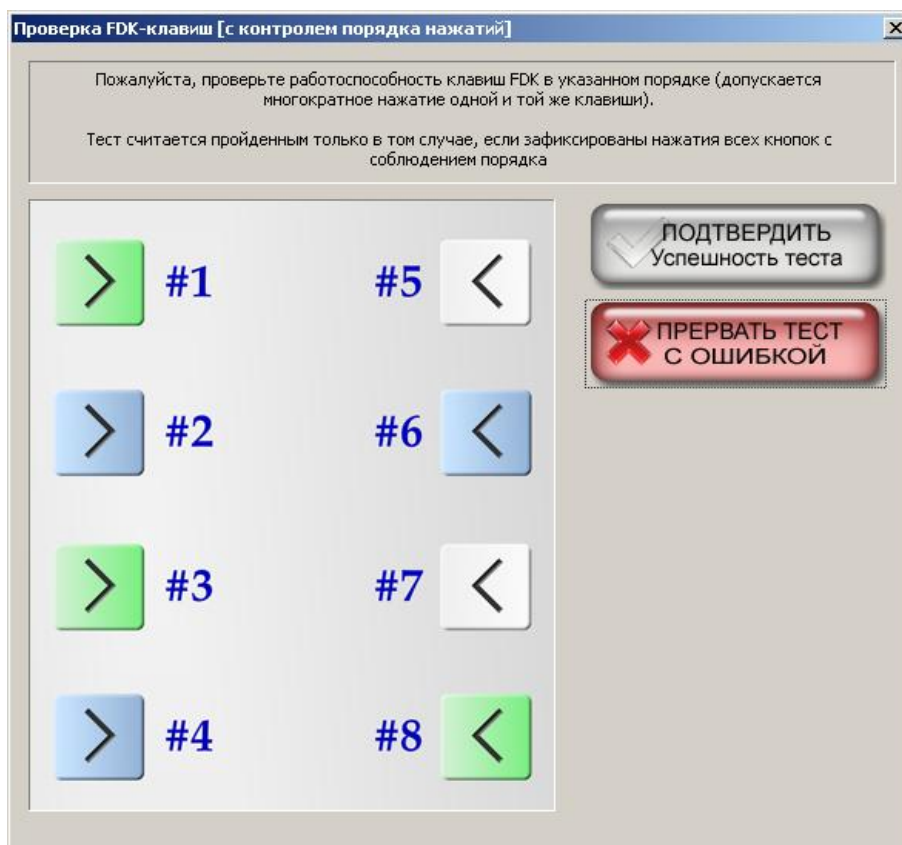 Проверка FDK-клавиш [с контролем порядка нажатий]
Пожалуйста, проверьте работоспособность клавиш FDK в указанном порядке (допускается
многократное нажатие одной и той же клавиши).
Тест считается пройденным только в том случае, если зафиксированы нажатия всех кнопок с
соблюдением порядка
#1
#5
#2
#6
#3
#7
#4
#8
ПОДТВЕРДИТЬ
Успешность теста
ПРЕРВАТЬ ТЕСТ
С ОШИБКОЙ